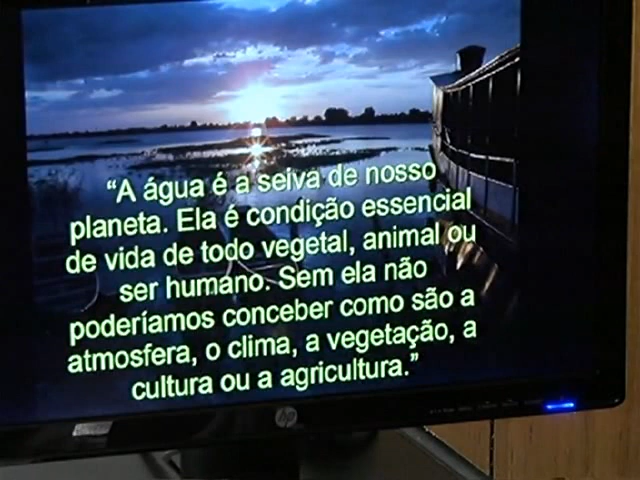 “A água é a seiva de nosso
planeta. Ela é condição essencial
de vida de todo vegetal, animal ou
ser humano. Sem ela não
poderíamos conceber como são a
atmosfera, o clima, a vegetação, a
cultura ou a agricultura.”
hp